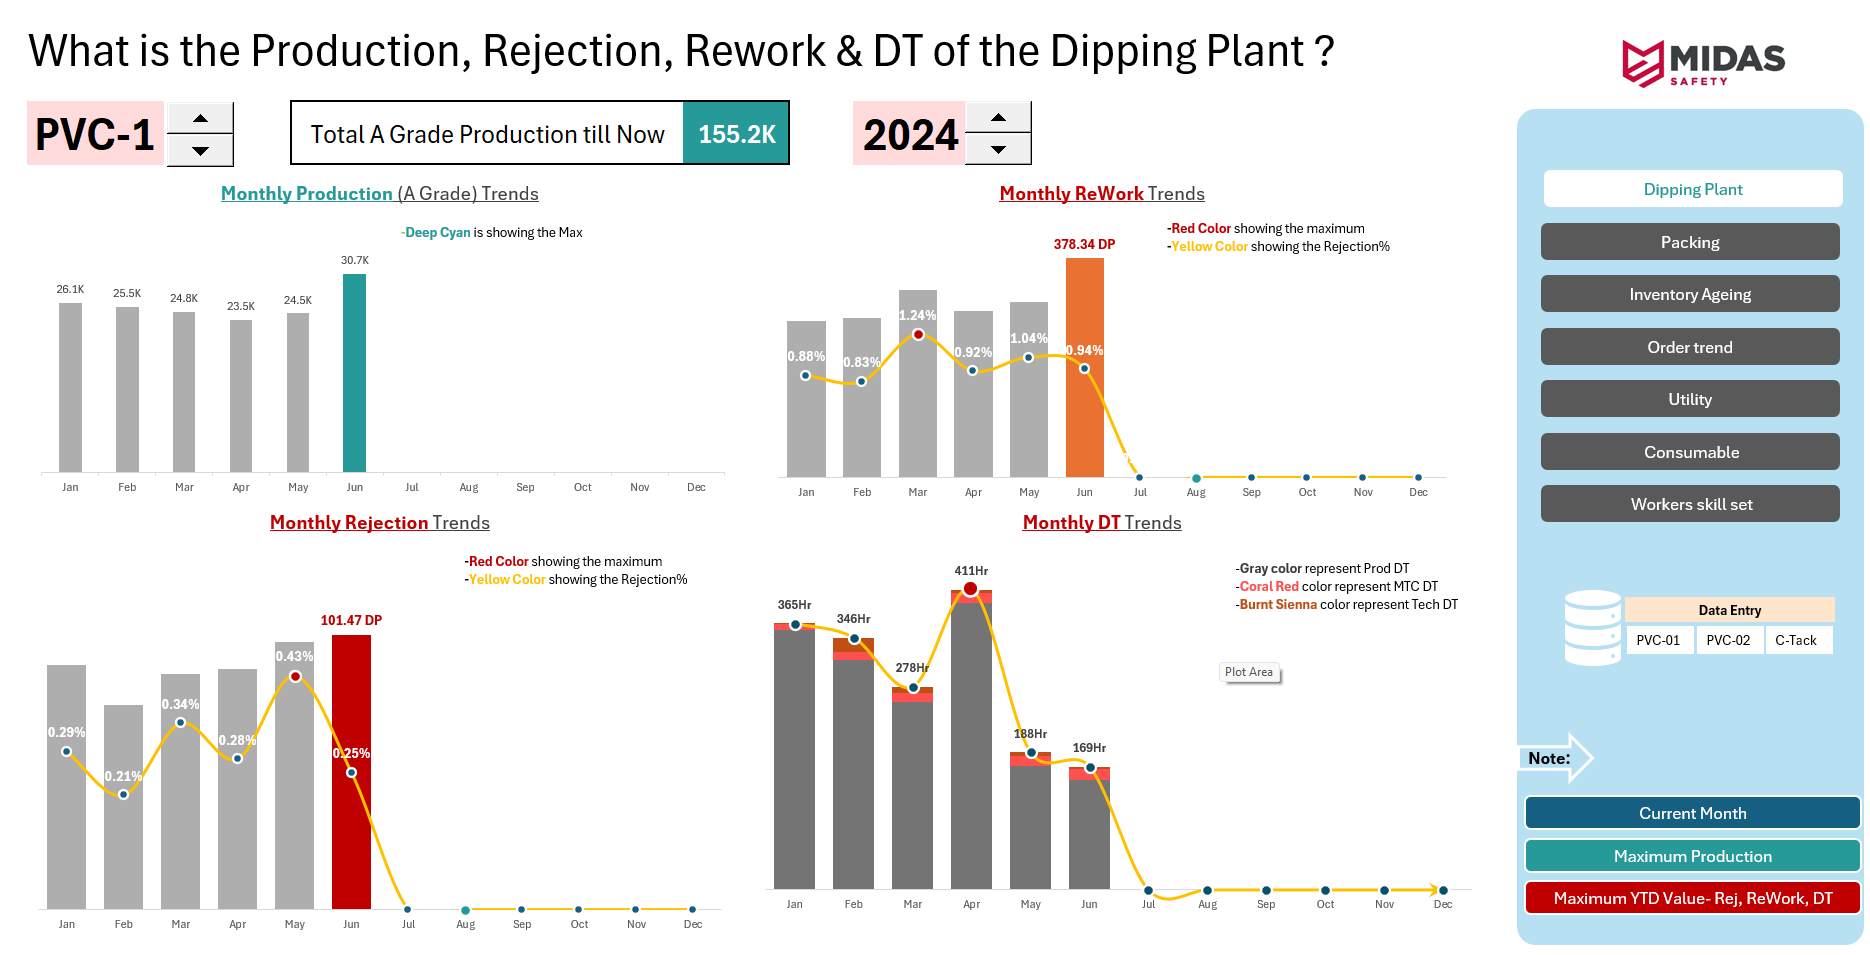 What is the Production, Rejection, Rework & DT of the Dipping Plant ?
MIDAS
SAFETY
PVC-1
Total A Grade Production till Now
155.2K
2024
Monthly Production (A Grade) Trends
-Deep Cyan is showing the Max
26.1K
25.5K
24.8K
23.5K
24.5K
30.7K
Jan Feb Mar Apr May Jun Jul Aug Sep Oct Nov Dec
Monthly ReWork Trends
-Red Color showing the maximum
-Yellow Color showing the Rejection%
378.34 DP
0.88%
0.83%
1.24%
0.92%
1.04%
0.94%
Jan Feb Mar Apr May Jun Jul Aug Sep Oct Nov Dec
Monthly Rejection Trends
-Red Color showing the maximum
-Yellow Color showing the Rejection%
101.47 DP
0.29%
0.21%
0.34%
0.28%
0.43%
0.25%
Jan Feb Mar Apr May Jun Jul Aug Sep Oct Nov Dec
Monthly DT Trends
-Gray color represent Prod DT
-Coral Red color represent MTC DT
-Burnt Sienna color represent Tech DT
365Hr
346Hr
278Hr
411Hr
188Hr
169Hr
Plot Area
Jan Feb Mar Apr May Jun Jul Aug Sep Oct Nov Dec
Dipping Plant
Packing
Inventory Ageing
Order trend
Utility
Consumable
Workers skill set
Data Entry
PVC-01 PVC-02 C-Tack
Note:
Current Month
Maximum Production
Maximum YTD Value- Rej, ReWork, DT